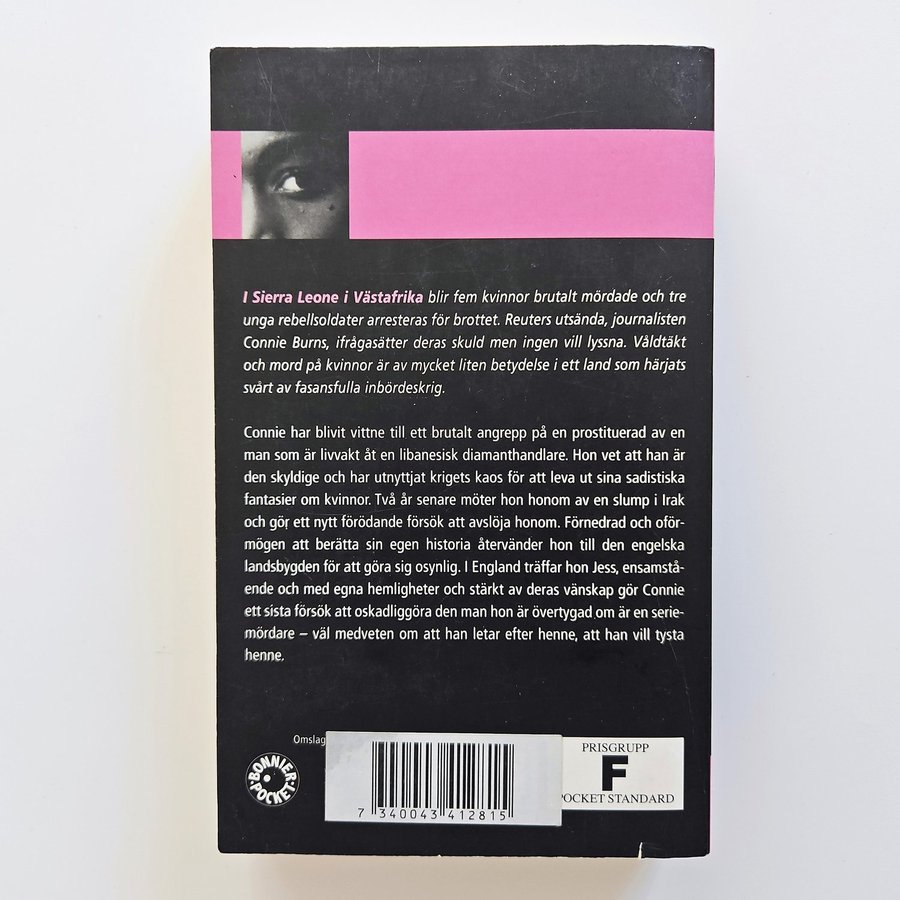 I Sierra Leone i Västafrika blir fem kvinnor brutalt mördade och tre
unga rebellsoldater arresteras för brottet. Reuters utsända, journalisten
Connie Burns, ifrågasätter deras skuld men ingen vill lyssna. Våldtäkt
och mord på kvinnor är av mycket liten betydelse i ett land som härjats
svårt av fasansfulla inbördeskrig.
Connie har blivit vittne till ett brutalt angrepp på en prostituerad av en
man som är livvakt åt en libanesisk diamanthandlare. Hon vet att han är
den skyldige och har utnyttjat krigets kaos för att leva ut sina sadistiska
fantasier om kvinnor. Två år senare möter hon honom av en slump i Irak
och gör ett nytt förödande försök att avslöja honom. Förnedrad och oför-
mögen att berätta sin egen historia återvänder hon till den engelska
landsbygden för att göra sig osynlig. I England träffar hon Jess, ensamstå-
ende och med egna hemligheter och stärkt av deras vänskap gör Connie
ett sista försök att oskadliggöra den man hon är övertygad om är en serie-
mördare – väl medveten om att han letar efter henne, att han vill tysta
henne.
Omslag
BONNIER POCKET
7 340043 412815
PRISGRUPP
F
POCKET STANDARD